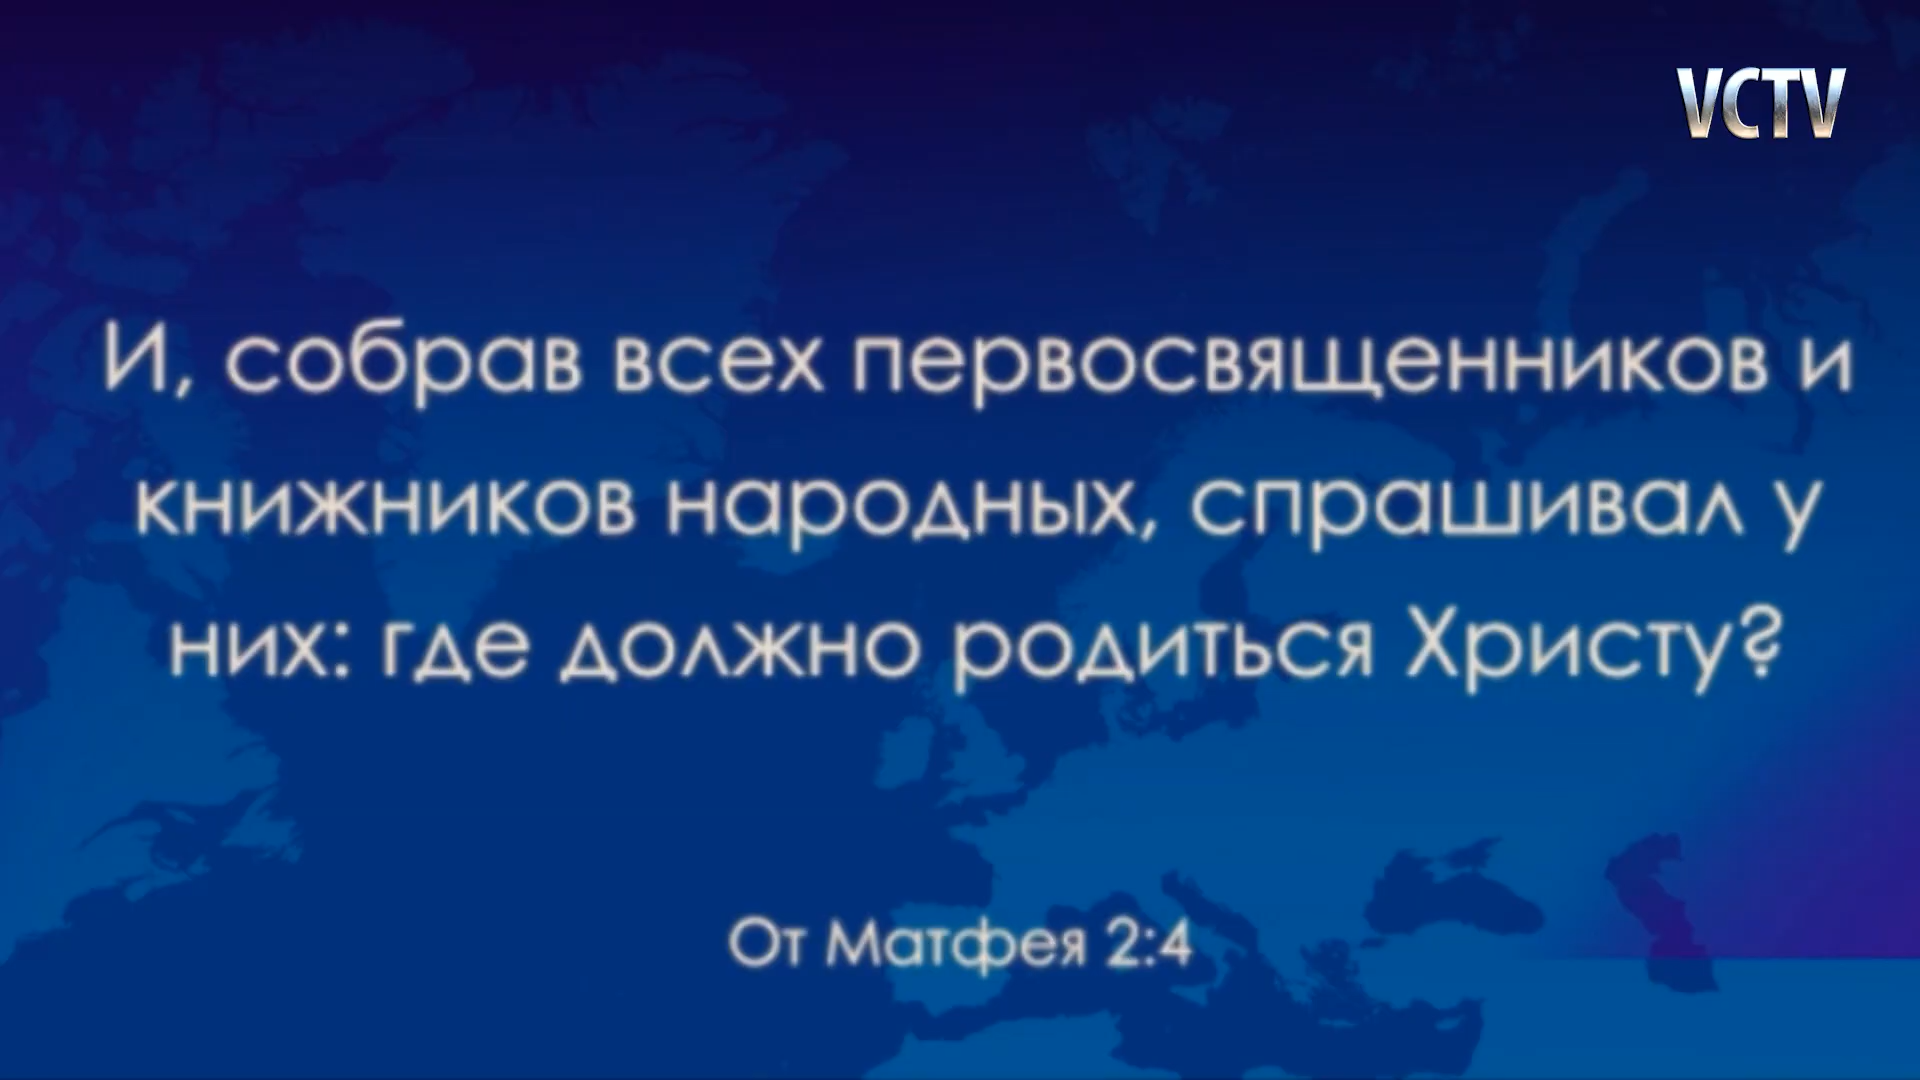 VCTV
И, собрав всех первосвященников и
книжников народных, спрашивал у
них: где должно родиться Христу?
От Матфея 2:4